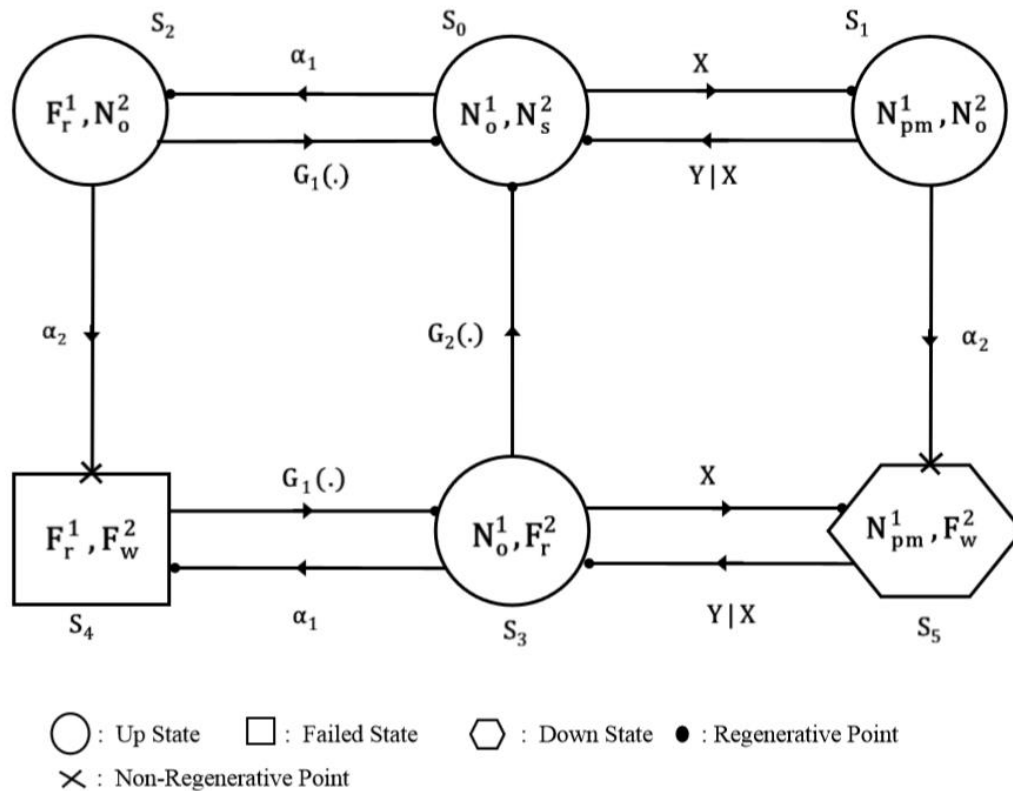 S₂ S₀ S₁
α₁ X
F_r^1, N_o^2 N_o^1, N_s^2 N_pm^1, N_o^2
G₁(.) Y|X
α₂ G₂(.) α₂
G₁(.) X
F_r^1, F_w^2 N_o^1, F_r^2 N_pm^1, F_w^2
α₁ Y|X
S₄ S₃ S₅
: Up State : Failed State : Down State : Regenerative Point
: Non-Regenerative Point